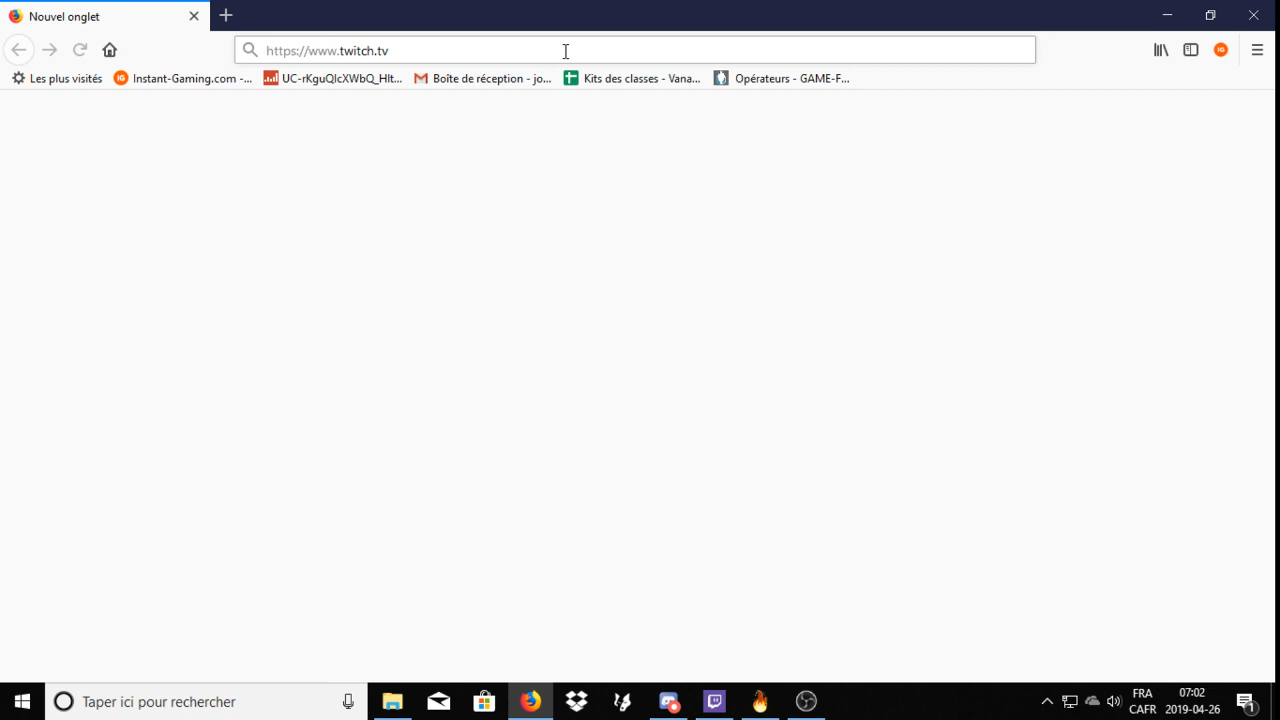 Nouvel onglet
https://www.twitch.tv
Les plus visités
Instant-Gaming.com -...
UC-rKguQlcXWbQ_Hlt...
Boîte de réception - jo...
Kits des classes - Vana...
Opérateurs - GAME-F...
Taper ici pour rechercher
FRA
CAFR
07:02
2019-04-26
1